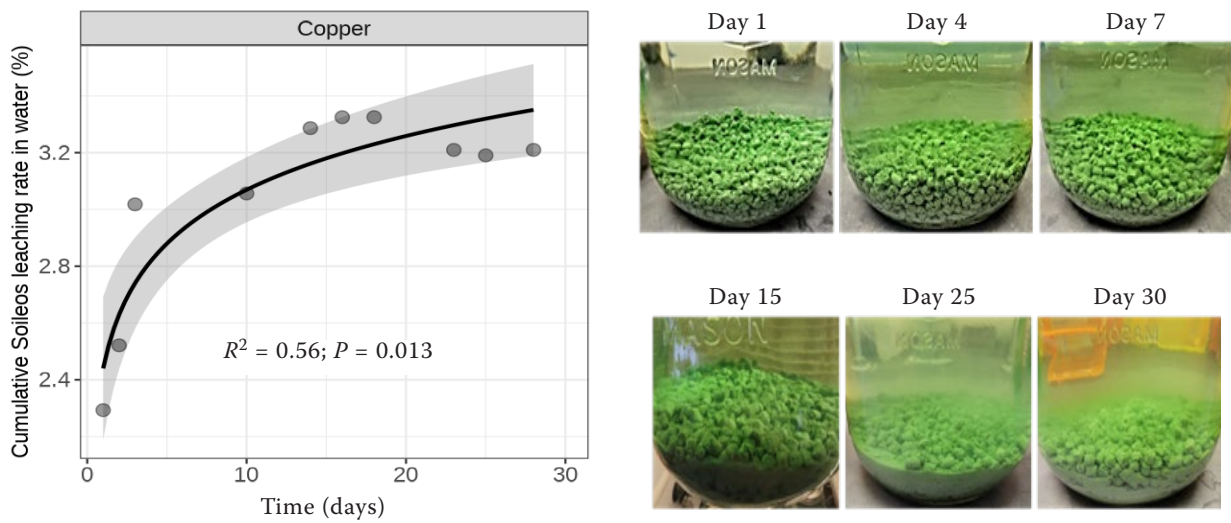 Copper
Cumulative Soileos leaching rate in water (%)
3.2
2.8
2.4
R² = 0.56; P = 0.013
0 10 20 30
Time (days)
Day 1 Day 4 Day 7
MASON MASON MASON
Day 15 Day 25 Day 30
MASON MASON MASON